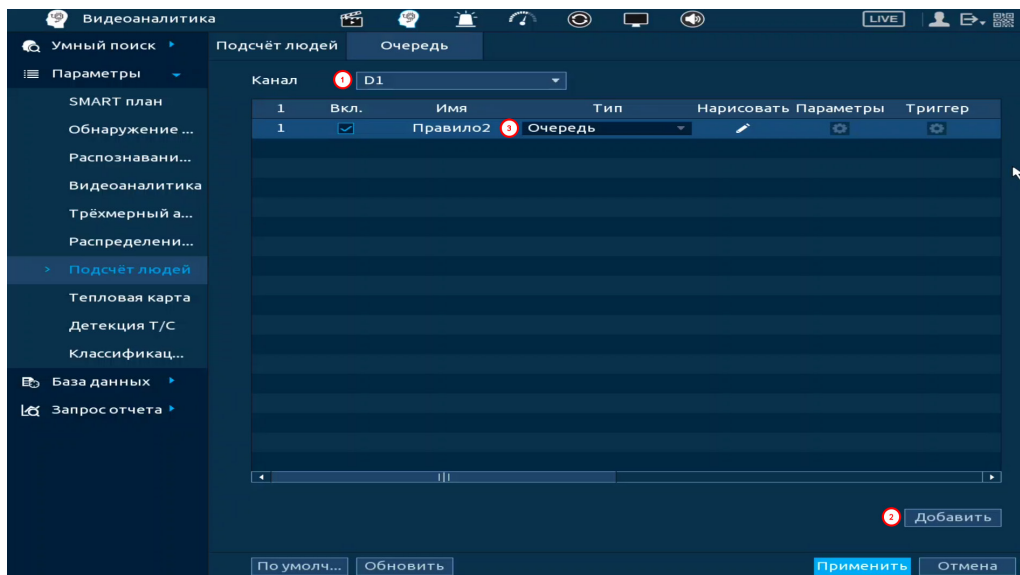 Видеоаналитика LIVE
Умный поиск Подсчёт людей Очередь
Параметры Канал 1 D1
SMART план 1 Вкл. Имя Тип Нарисовать Параметры Триггер
Обнаружение ... 1 Правило2 3 Очередь
Распознавани...
Видеоаналитика
Трёхмерный а...
Распределени...
> Подсчёт людей
Тепловая карта
Детекция Т/С
Классификац...
База данных
Запрос отчета
2 Добавить
По умолч... Обновить Применить Отмена